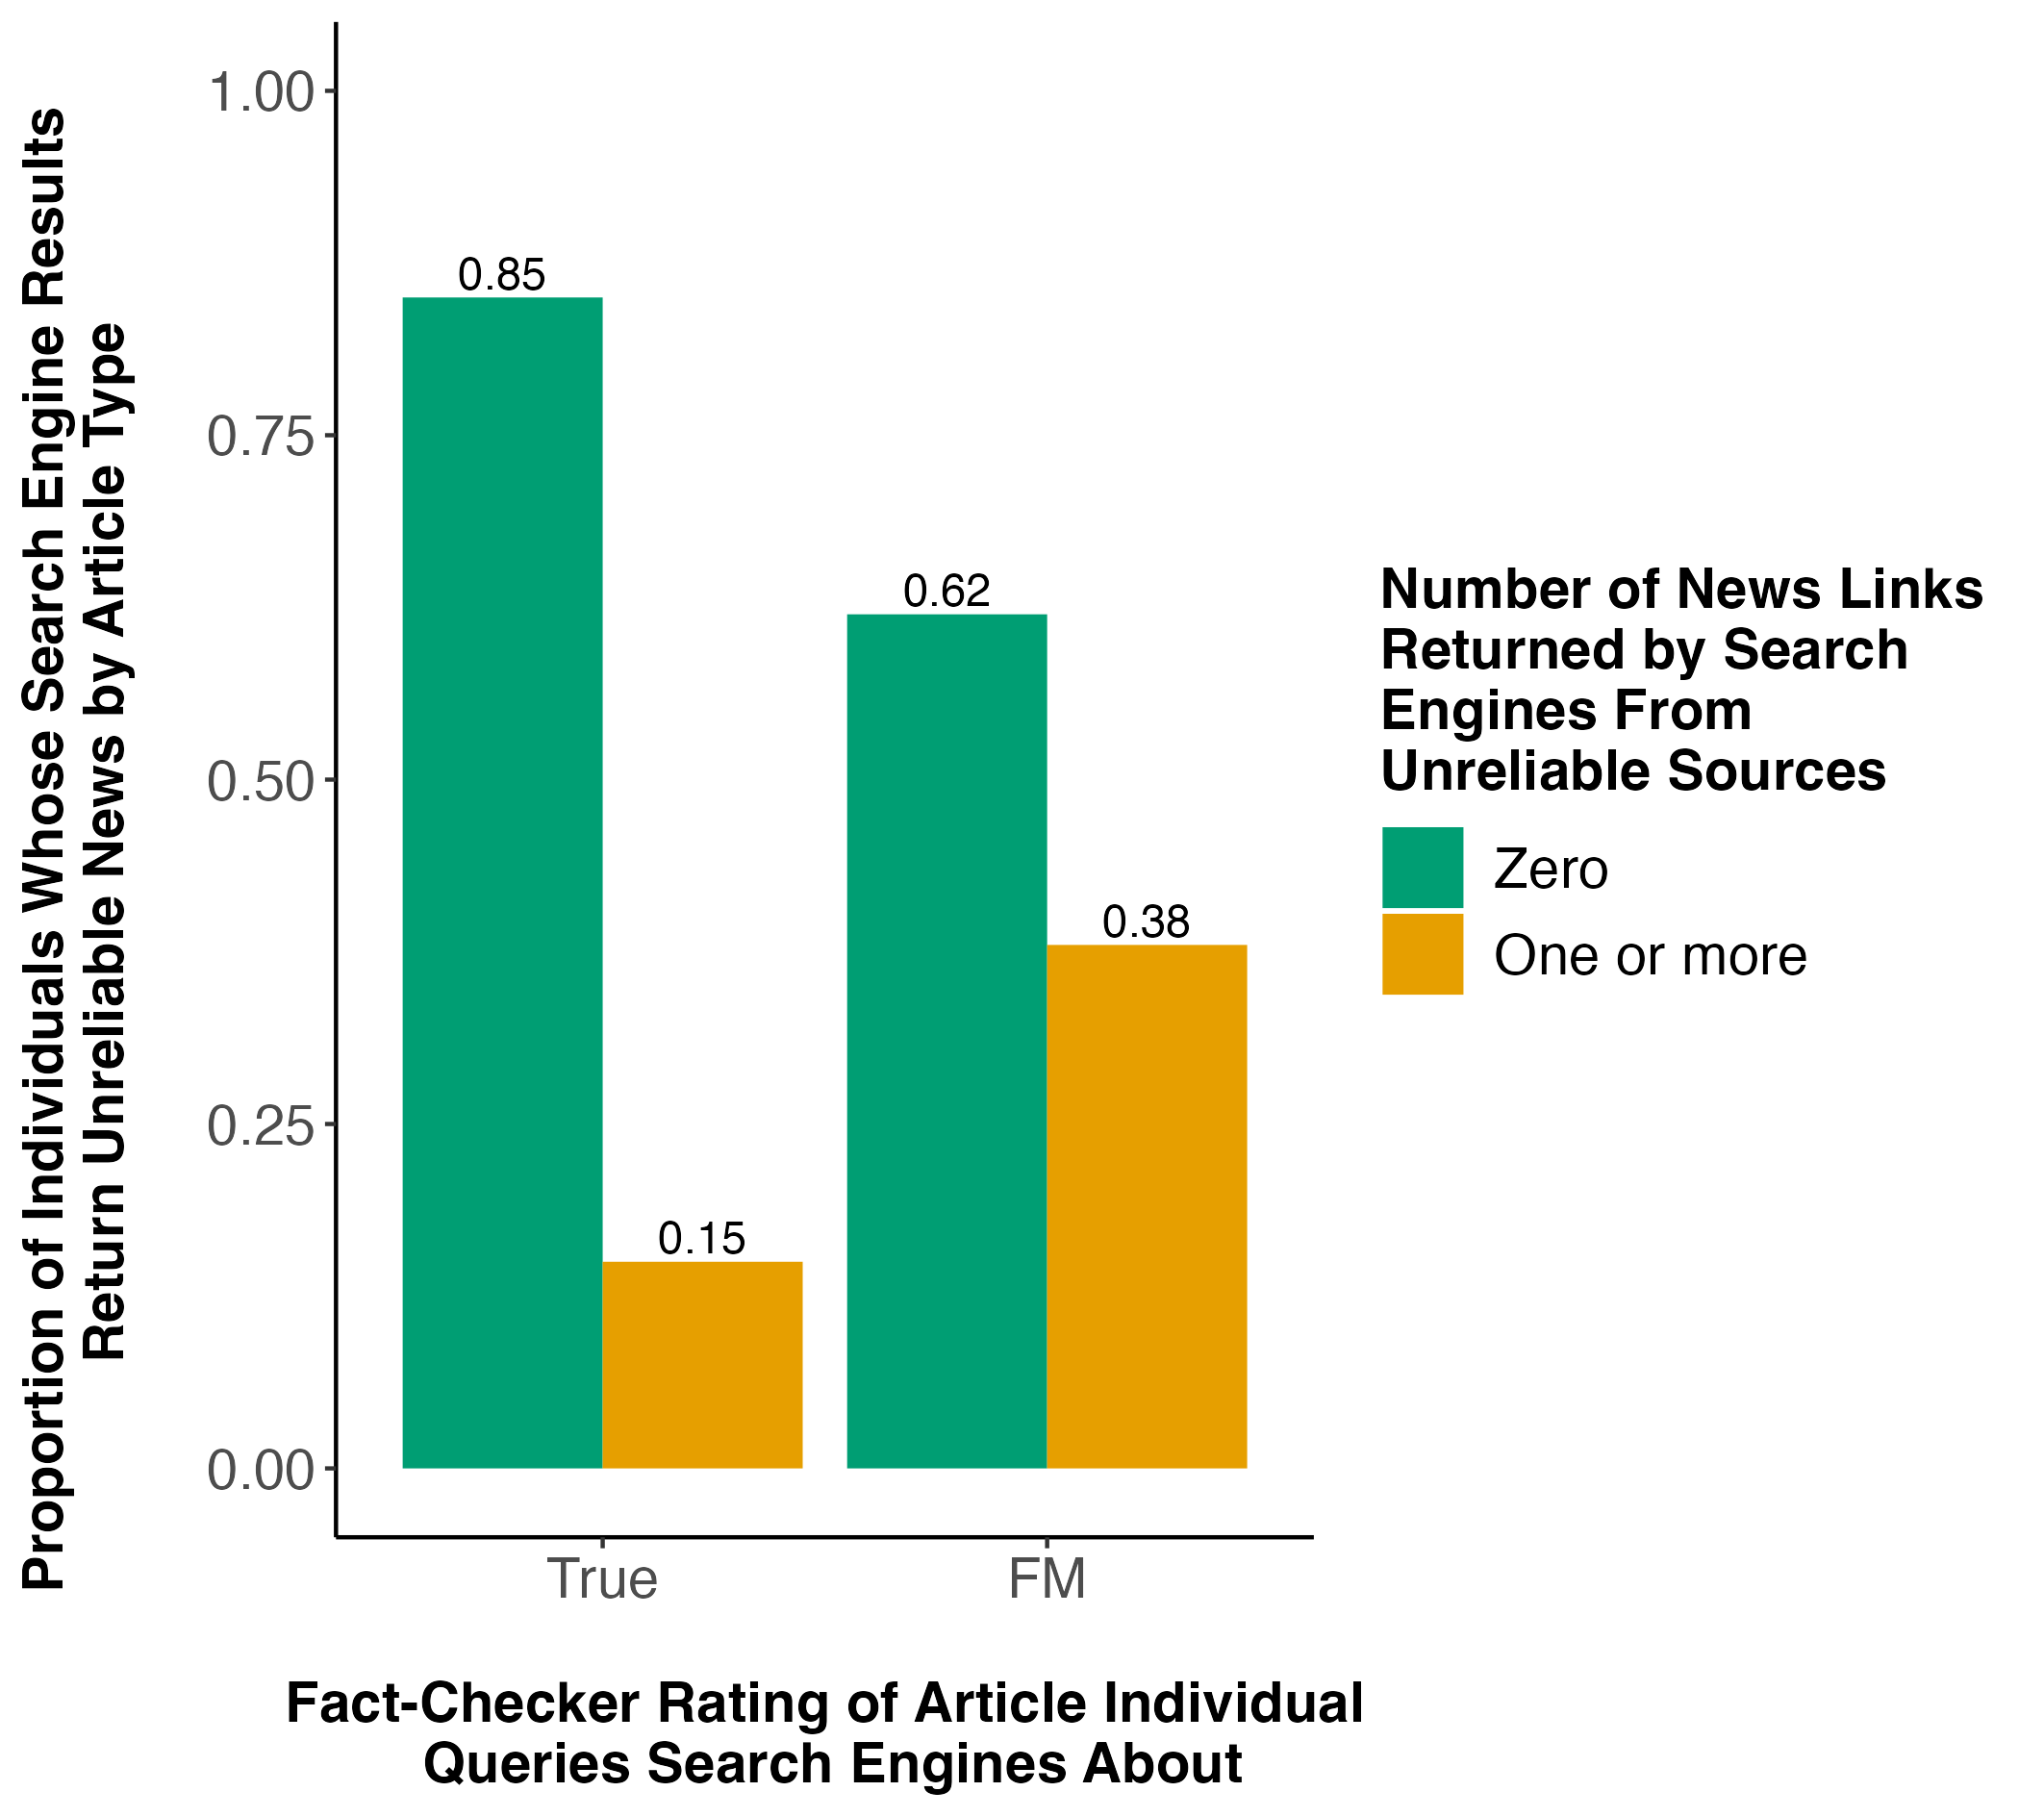 Proportion of Individuals Whose Search Engine Results
Return Unreliable News by Article Type
1.00
0.75
0.50
0.25
0.00
0.85
0.15
0.62
0.38
True
FM
Fact-Checker Rating of Article Individual
Queries Search Engines About
Number of News Links
Returned by Search
Engines From
Unreliable Sources
Zero
One or more